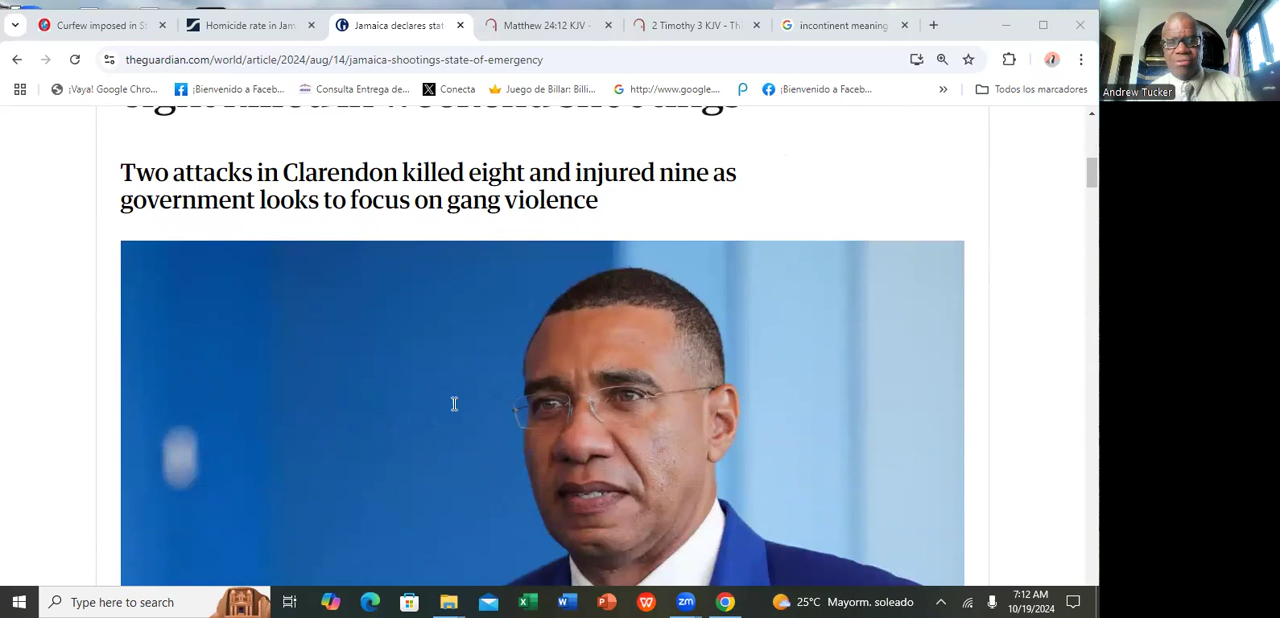 Curfew imposed in St
Homicide rate in Jam
Jamaica declares stat
Matthew 24:12 KJV -
2 Timothy 3 KJV - Th
incontinent meaning
theguardian.com/world/article/2024/aug/14/jamaica-shootings-state-of-emergency
¡Vaya! Google Chro...
¡Bienvenido a Faceb...
Consulta Entrega de...
Conecta
Juego de Billar: Billi...
http://www.google....
¡Bienvenido a Faceb...
»
Todos los marcadores
Andrew Tucker
Two attacks in Clarendon killed eight and injured nine as
government looks to focus on gang violence
Type here to search
25°C Mayorm. soleado
7:12 AM
10/19/2024